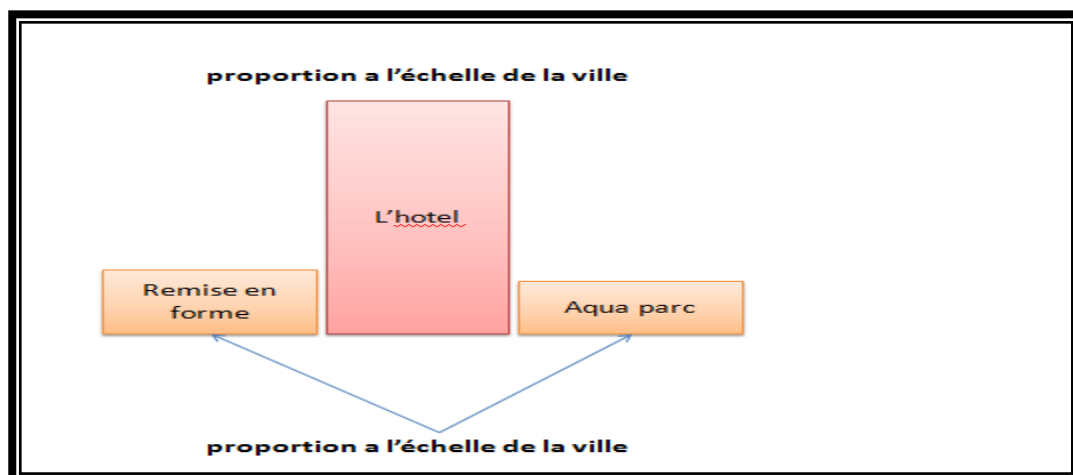 proportion a l'échelle de la ville
L'hotel
Remise en
forme
Aqua parc
proportion a l'échelle de la ville